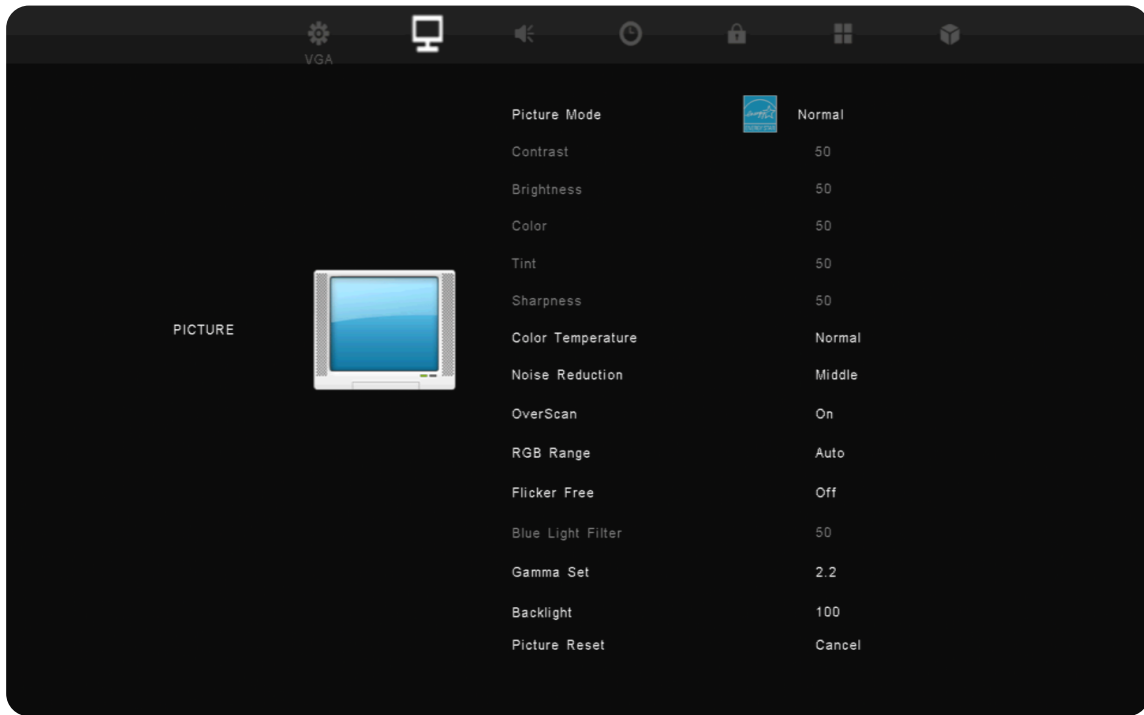 VGA
Picture Mode Normal
Contrast 50
Brightness 50
Color 50
Tint 50
Sharpness 50
PICTURE
Color Temperature Normal
Noise Reduction Middle
OverScan On
RGB Range Auto
Flicker Free Off
Blue Light Filter 50
Gamma Set 2.2
Backlight 100
Picture Reset Cancel